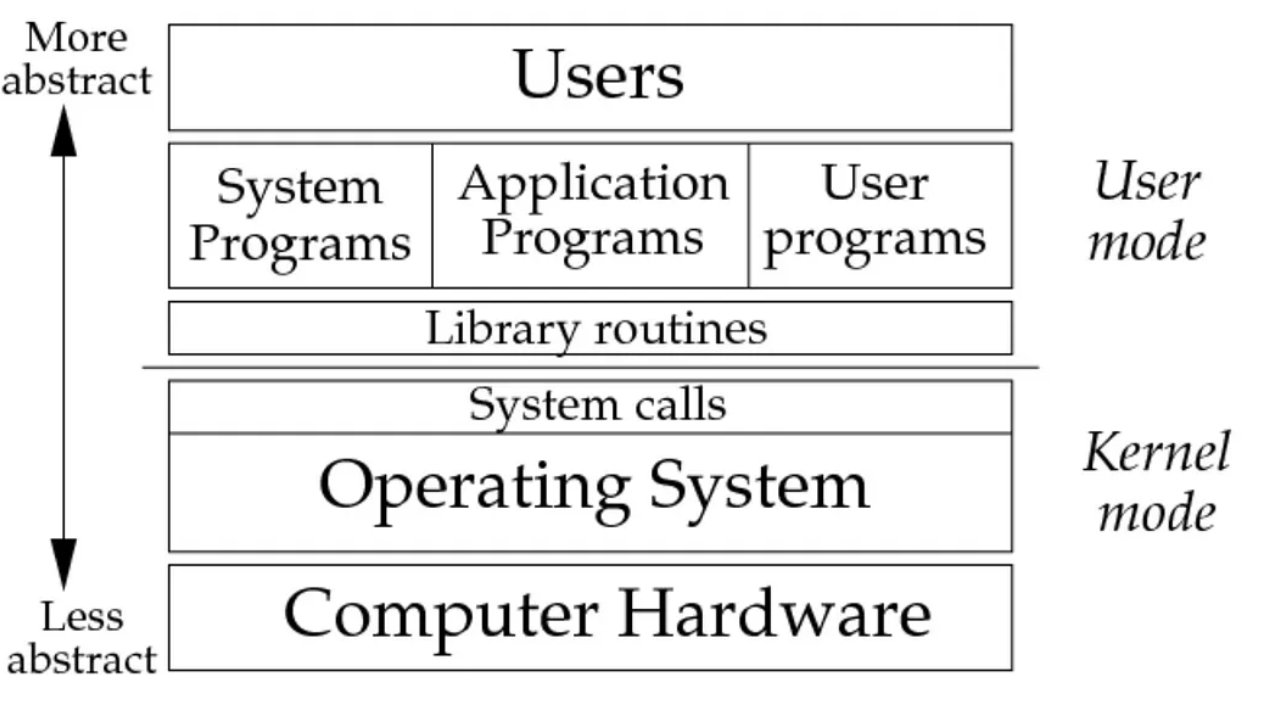 More
abstract
Users
System
Programs
Application
Programs
User
programs
User
mode
Library routines
System calls
Operating System
Kernel
mode
Computer Hardware
Less
abstract